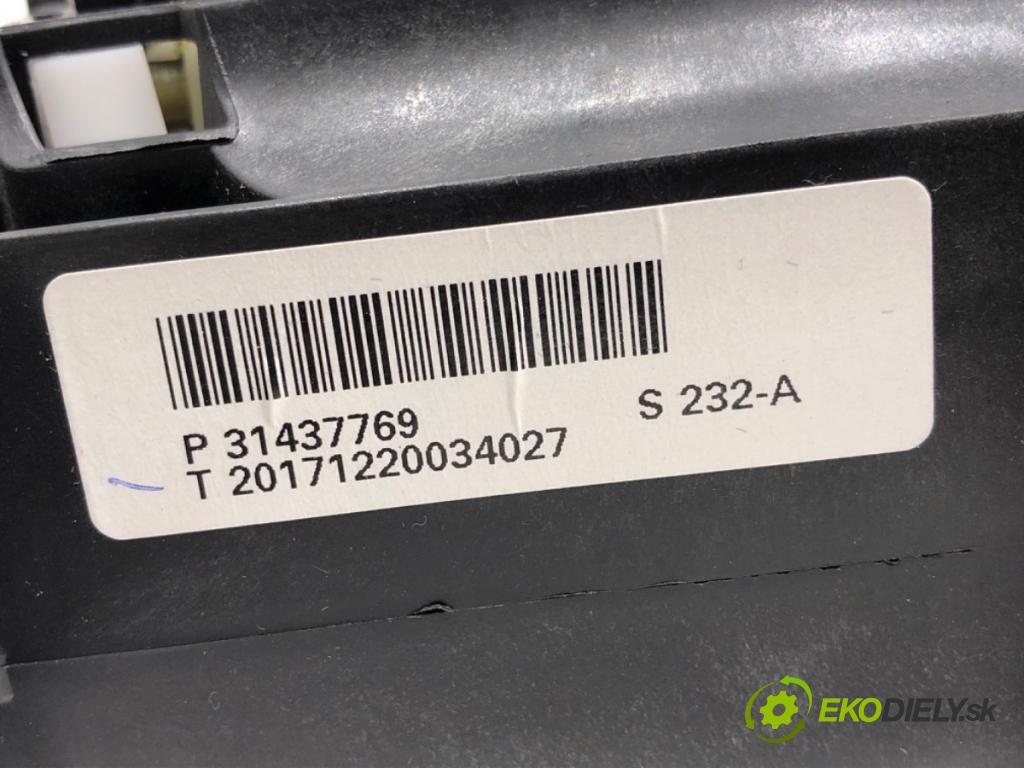 P 31437769
S 232-A
T 20171220034027
EKODIELY.sk